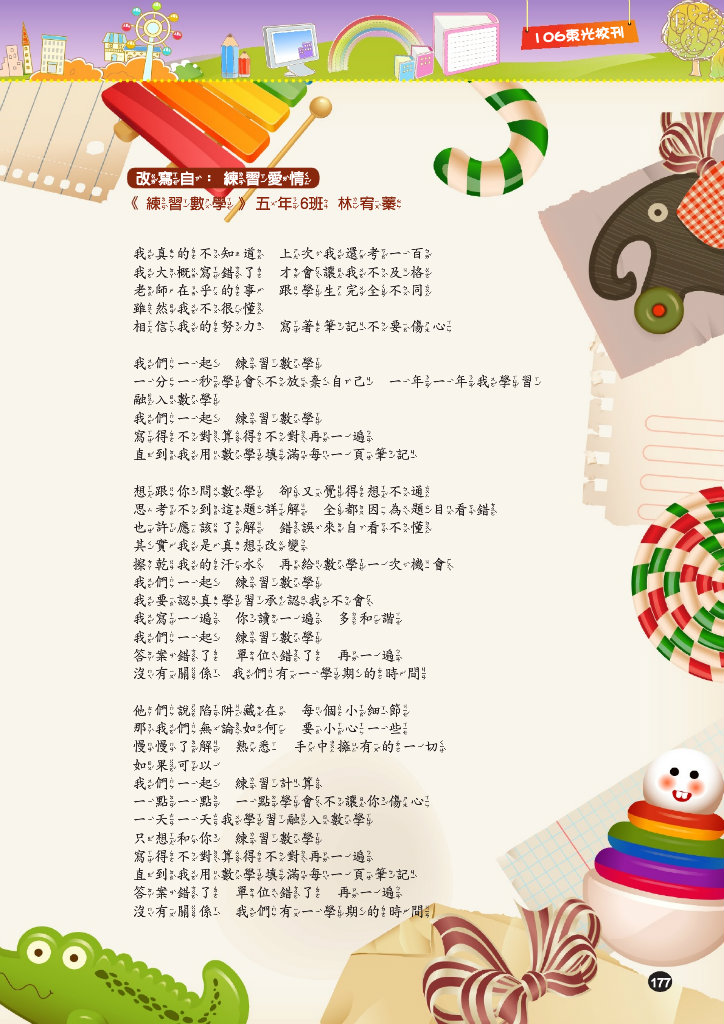 106東光校刊
改寫自： 練習愛情
《 練習數學 》 五年6班 林宥蓁
我真的不知道 上次我還考一百
我大概寫錯了 才會讓我不及格
老師在乎的事 跟學生完全不同
雖然我不很懂
相信我的努力 寫著筆記不要傷心
我們一起 練習數學
一分一秒學會不放棄自己 一年一年我學習
融入數學
我們一起 練習數學
寫得不對算得不對再一遍
直到我用數學填滿每一頁筆記
想跟你問數學 卻又覺得想不通
思考不到這題詳解 全都因為題目看錯
也許應該了解 錯誤來自看不懂
其實我是真想改變
擦乾我的汗水 再給數學一次機會
我們一起 練習數學
我要認真學習承認我不會
我寫一遍 你讀一遍 多和諧
我們一起 練習數學
答案錯了 單位錯了 再一遍
沒有關係 我們有一學期的時間
他們說陷阱藏在 每個小細節
那我們無論如何 要小心一些
慢慢了解 熟悉 手中擁有的一切
如果可以
我們一起 練習計算
一點一點 一點學會不讓你傷心
一天一天我學習融入數學
只想和你 練習數學
寫得不對算得不對再一遍
直到我用數學填滿每一頁筆記
答案錯了 單位錯了 再一遍
沒有關係 我們有一學期的時間
177